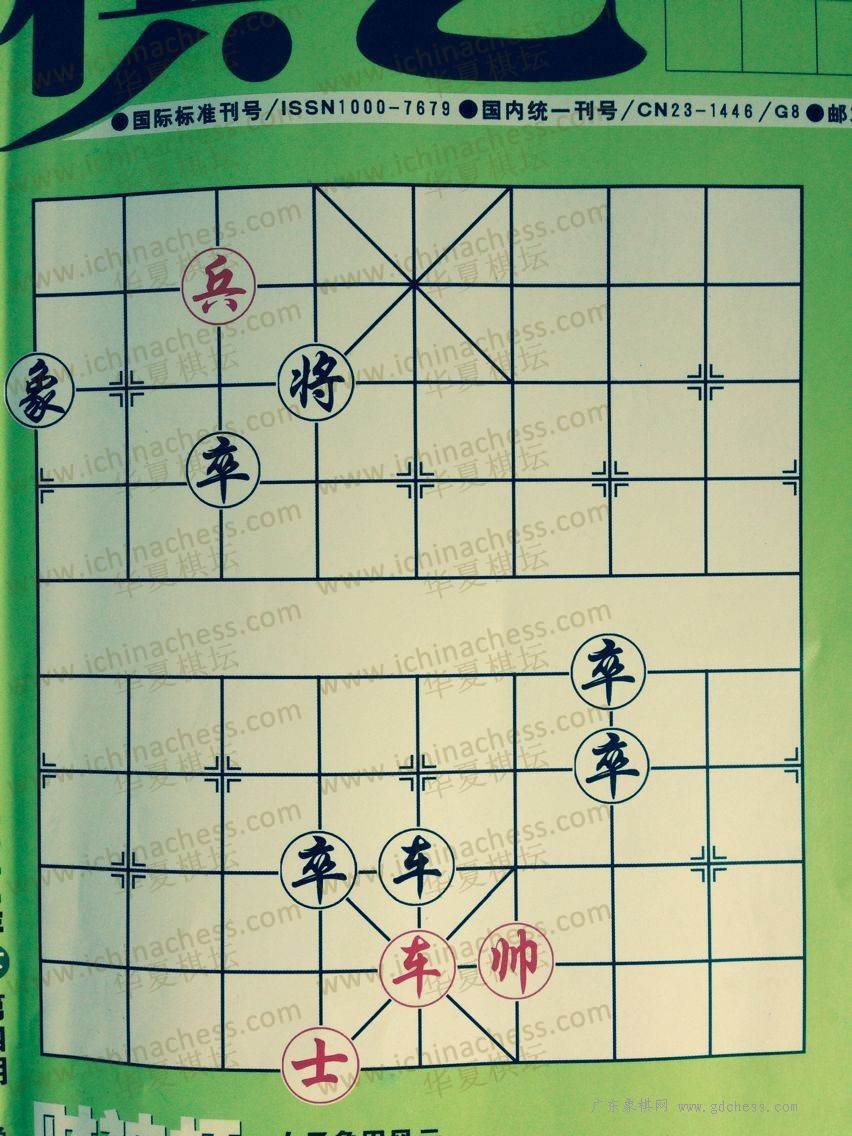 ●国际标准刊号/ISSN1000-7679●国内统一刊号/CN23-1446/G8●邮
兵
象
将
卒
卒
卒
卒
车
车
帅
士
www.ichinachess.com
华夏棋坛
广东象棋网 www.gdchess.com